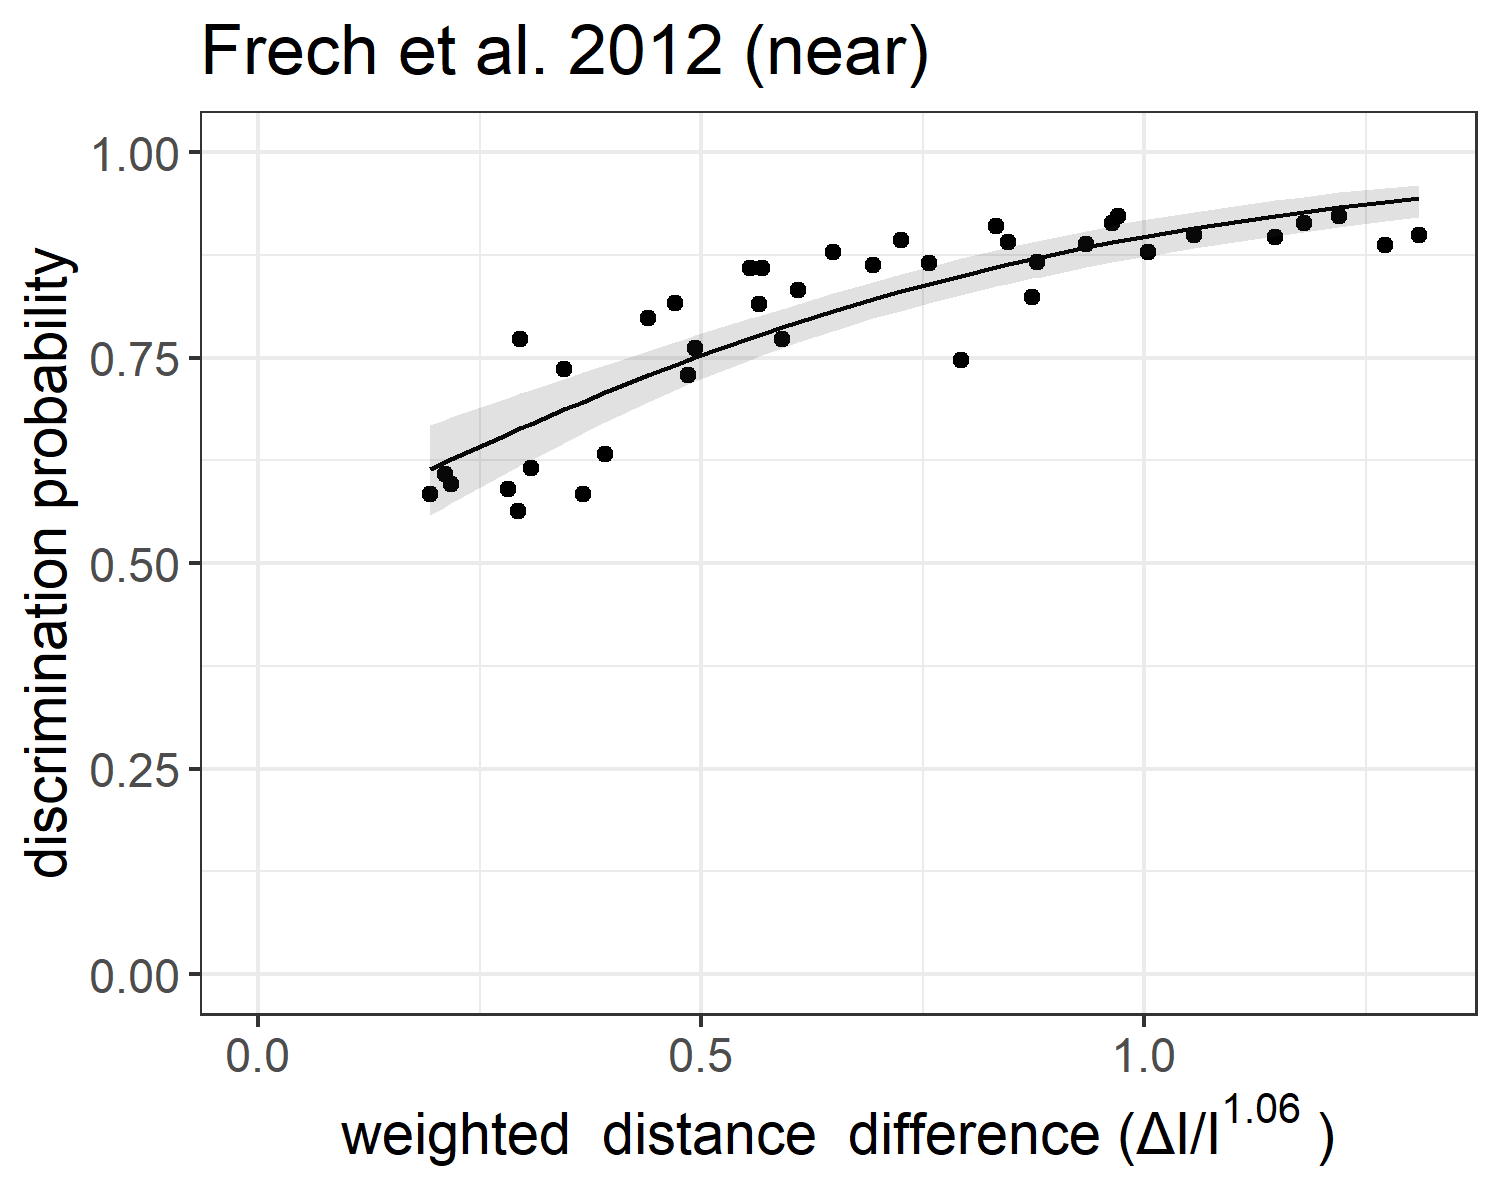 Frech et al. 2012 (near)
discrimination probability
1.00
0.75
0.50
0.25
0.00
0.0 0.5 1.0
weighted distance difference (ΔI/I^1.06 )